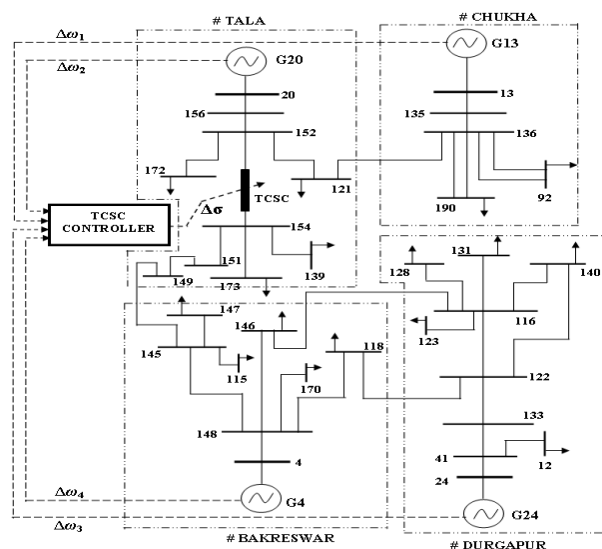 # TALA
# CHUKHA
Δω1
Δω2
G20
G13
20
13
156
135
152
136
172
121
TCSC
190
92
Δσ
TCSC
CONTROLLER
154
151
139
149
173
131
128
140
147
146
116
123
145
118
115
170
122
148
133
4
41
12
24
Δω4
G4
Δω3
G24
# BAKRESWAR
# DURGAPUR